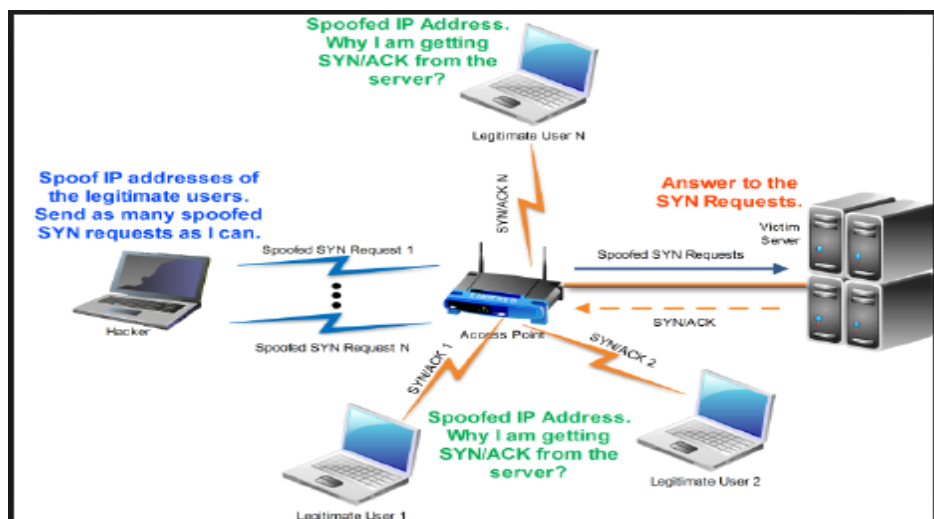 Spoofed IP Address.
Why I am getting
SYN/ACK from the
server?
Legitimate User N
Spoof IP addresses of
the legitimate users.
Send as many spoofed
SYN requests as I can.
SYN/ACK N
Answer to the
SYN Requests.
Victim
Server
Spoofed SYN Request 1
Spoofed SYN Requests
LINKSYS
Hacker
SYN/ACK
Access Point
Spoofed SYN Request N
SYN/ACK 1
SYN/ACK 2
Spoofed IP Address.
Why I am getting
SYN/ACK from the
server?
Legitimate User 2
Legitimate User 1